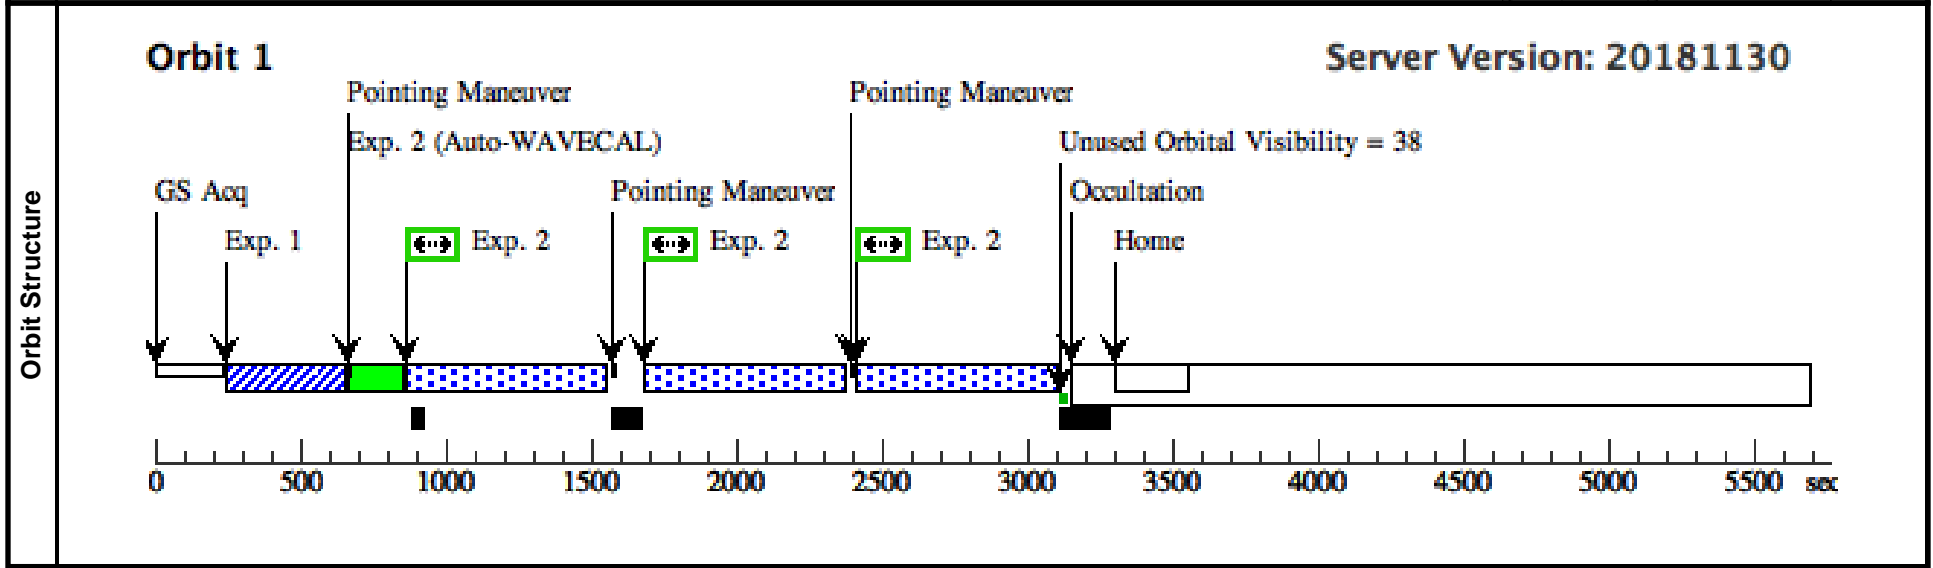 Orbit Structure
Orbit 1
Server Version: 20181130
Pointing Maneuver
Pointing Maneuver
Exp. 2 (Auto-WAVECAL)
Unused Orbital Visibility = 38
GS Acq
Pointing Maneuver
Occultation
Exp. 1
Exp. 2
Exp. 2
Exp. 2
Home
0 500 1000 1500 2000 2500 3000 3500 4000 4500 5000 5500 sec